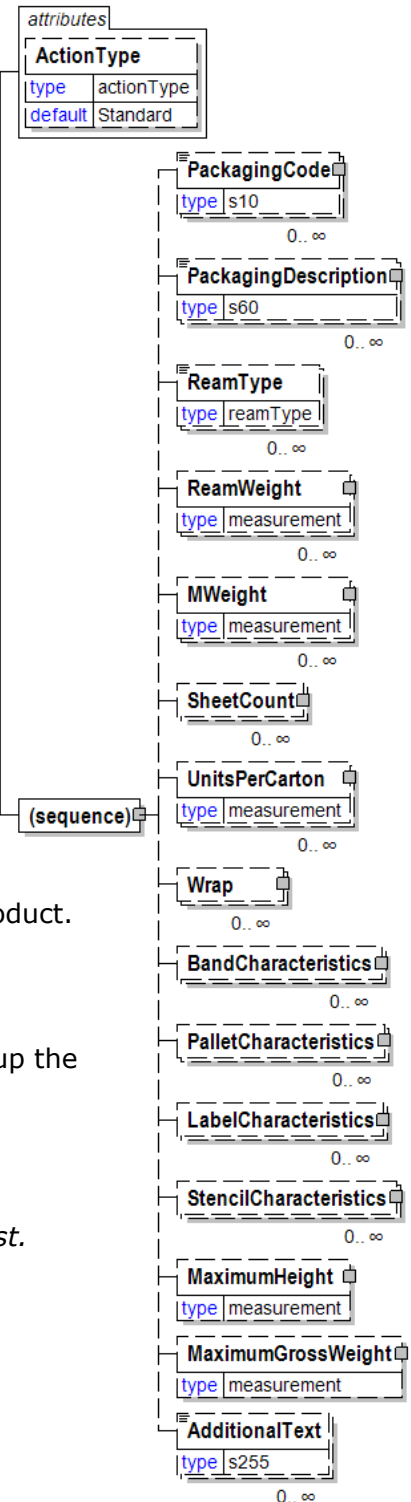 attributes
ActionType
type actionType
default Standard
PackagingCode
type s10
0.. ∞
PackagingDescription
type s60
0.. ∞
ReamType
type reamType
0.. ∞
ReamWeight
type measurement
0.. ∞
MWeight
type measurement
0.. ∞
SheetCount
0.. ∞
UnitsPerCarton
type measurement
0.. ∞
(sequence)
Wrap
0.. ∞
oduct.
BandCharacteristics
0.. ∞
PalletCharacteristics
up the
0.. ∞
LabelCharacteristics
0.. ∞
StencilCharacteristics
0.. ∞
st.
MaximumHeight
type measurement
MaximumGrossWeight
type measurement
AdditionalText
type s255
0.. ∞